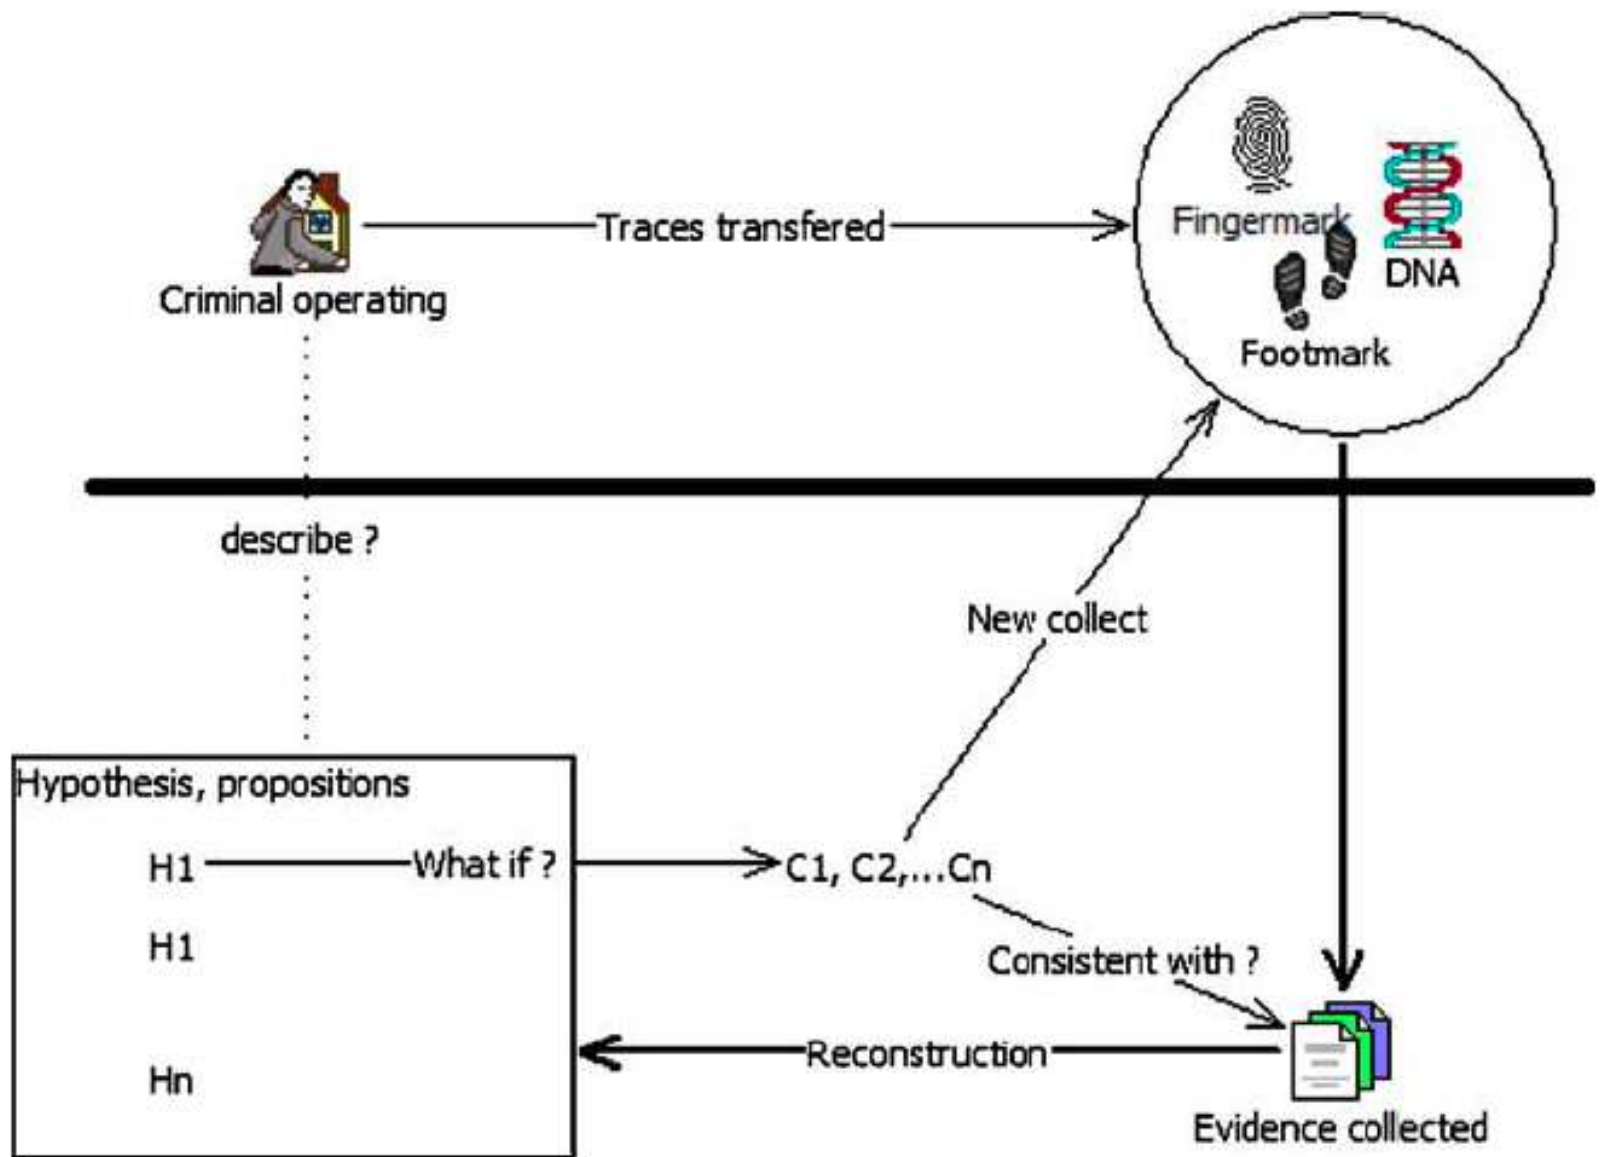 Traces transfered
Fingermark
DNA
Footmark
Criminal operating
describe ?
New collect
Hypothesis, propositions
H1
What if ?
C1, C2,...Cn
H1
Consistent with ?
Reconstruction
Hn
Evidence collected